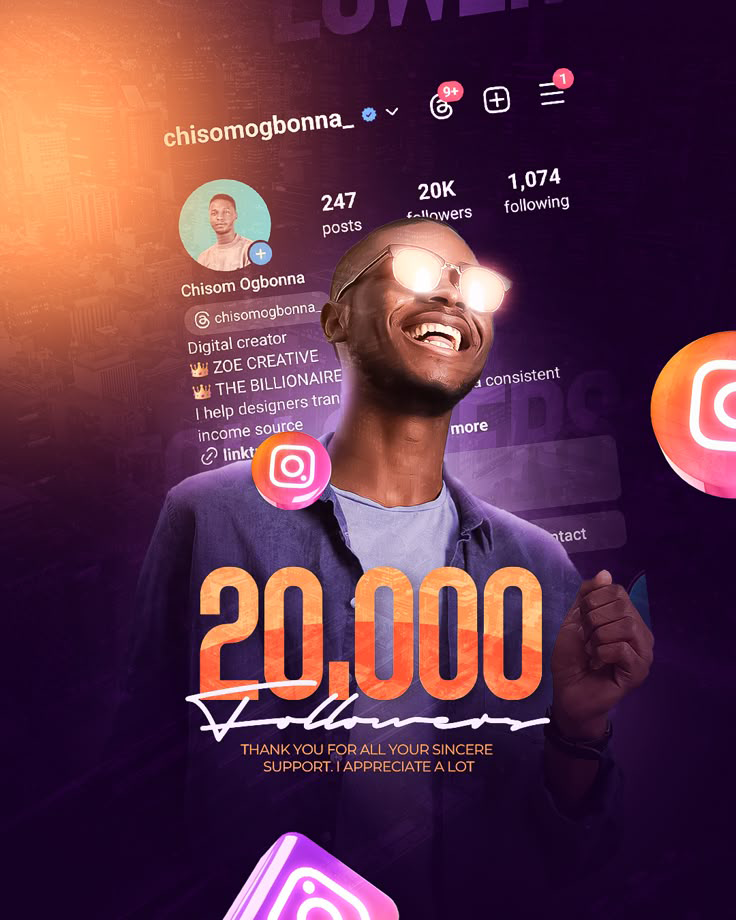 chisomogbonna_
9+
1
247
posts
20K
followers
1,074
following
Chisom Ogbonna
chisomogbonna_
Digital creator
👑 ZOE CREATIVE
👑 THE BILLIONAIRE
I help designers tran
a consistent
income source
more
linkt
ntact
20,000
Followers
THANK YOU FOR ALL YOUR SINCERE
SUPPORT. I APPRECIATE A LOT